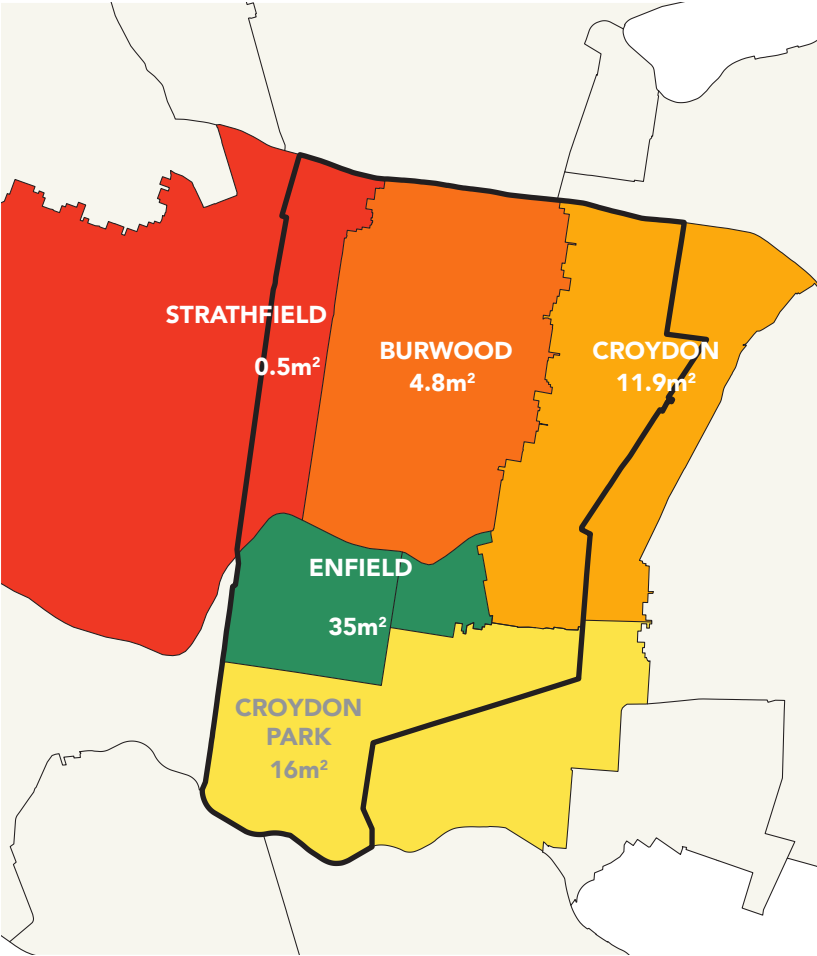 STRATHFIELD
0.5m²
BURWOOD
4.8m²
CROYDON
11.9m²
ENFIELD
35m²
CROYDON
PARK
16m²